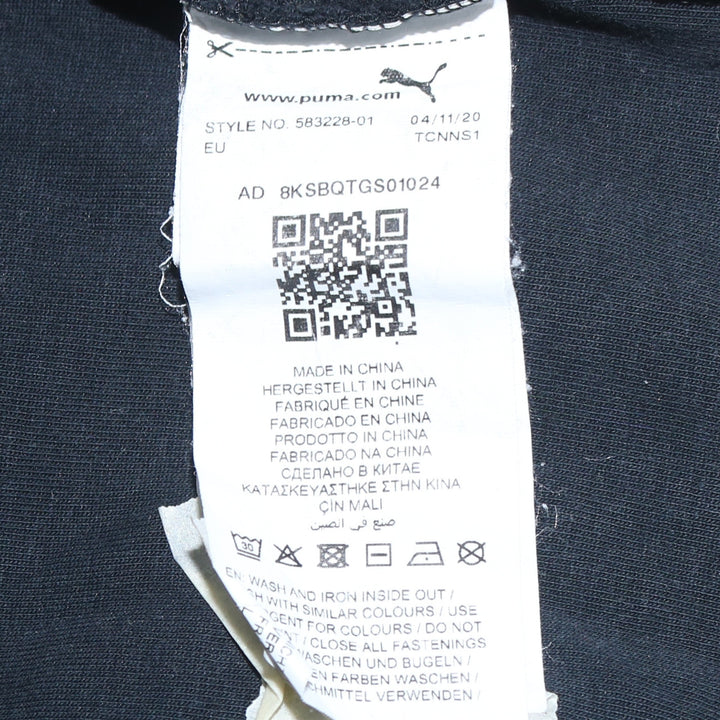 www.puma.com
STYLE NO. 583228-01 04/11/20
EU TCNNS1
AD 8KSBQTGS01024
MADE IN CHINA
HERGESTELLT IN CHINA
FABRIQUÉ EN CHINE
FABRICADO EN CHINA
PRODOTTO IN CHINA
FABRICADO NA CHINA
СДЕЛАНО В КИТАЕ
ΚΑΤΑΣΚΕΥΑΣΤΗΚΕ ΣΤΗΝ ΚΙΝΑ
ÇİN MALI
صنع في الصين
30
EN: WASH AND IRON INSIDE OUT /
WITH SIMILAR COLOURS / USE
FOR COLOURS / DO NOT
/ CLOSE ALL FASTENINGS
WASCHEN UND BÜGELN /
FARBEN WASCHEN /
VERWENDEN /